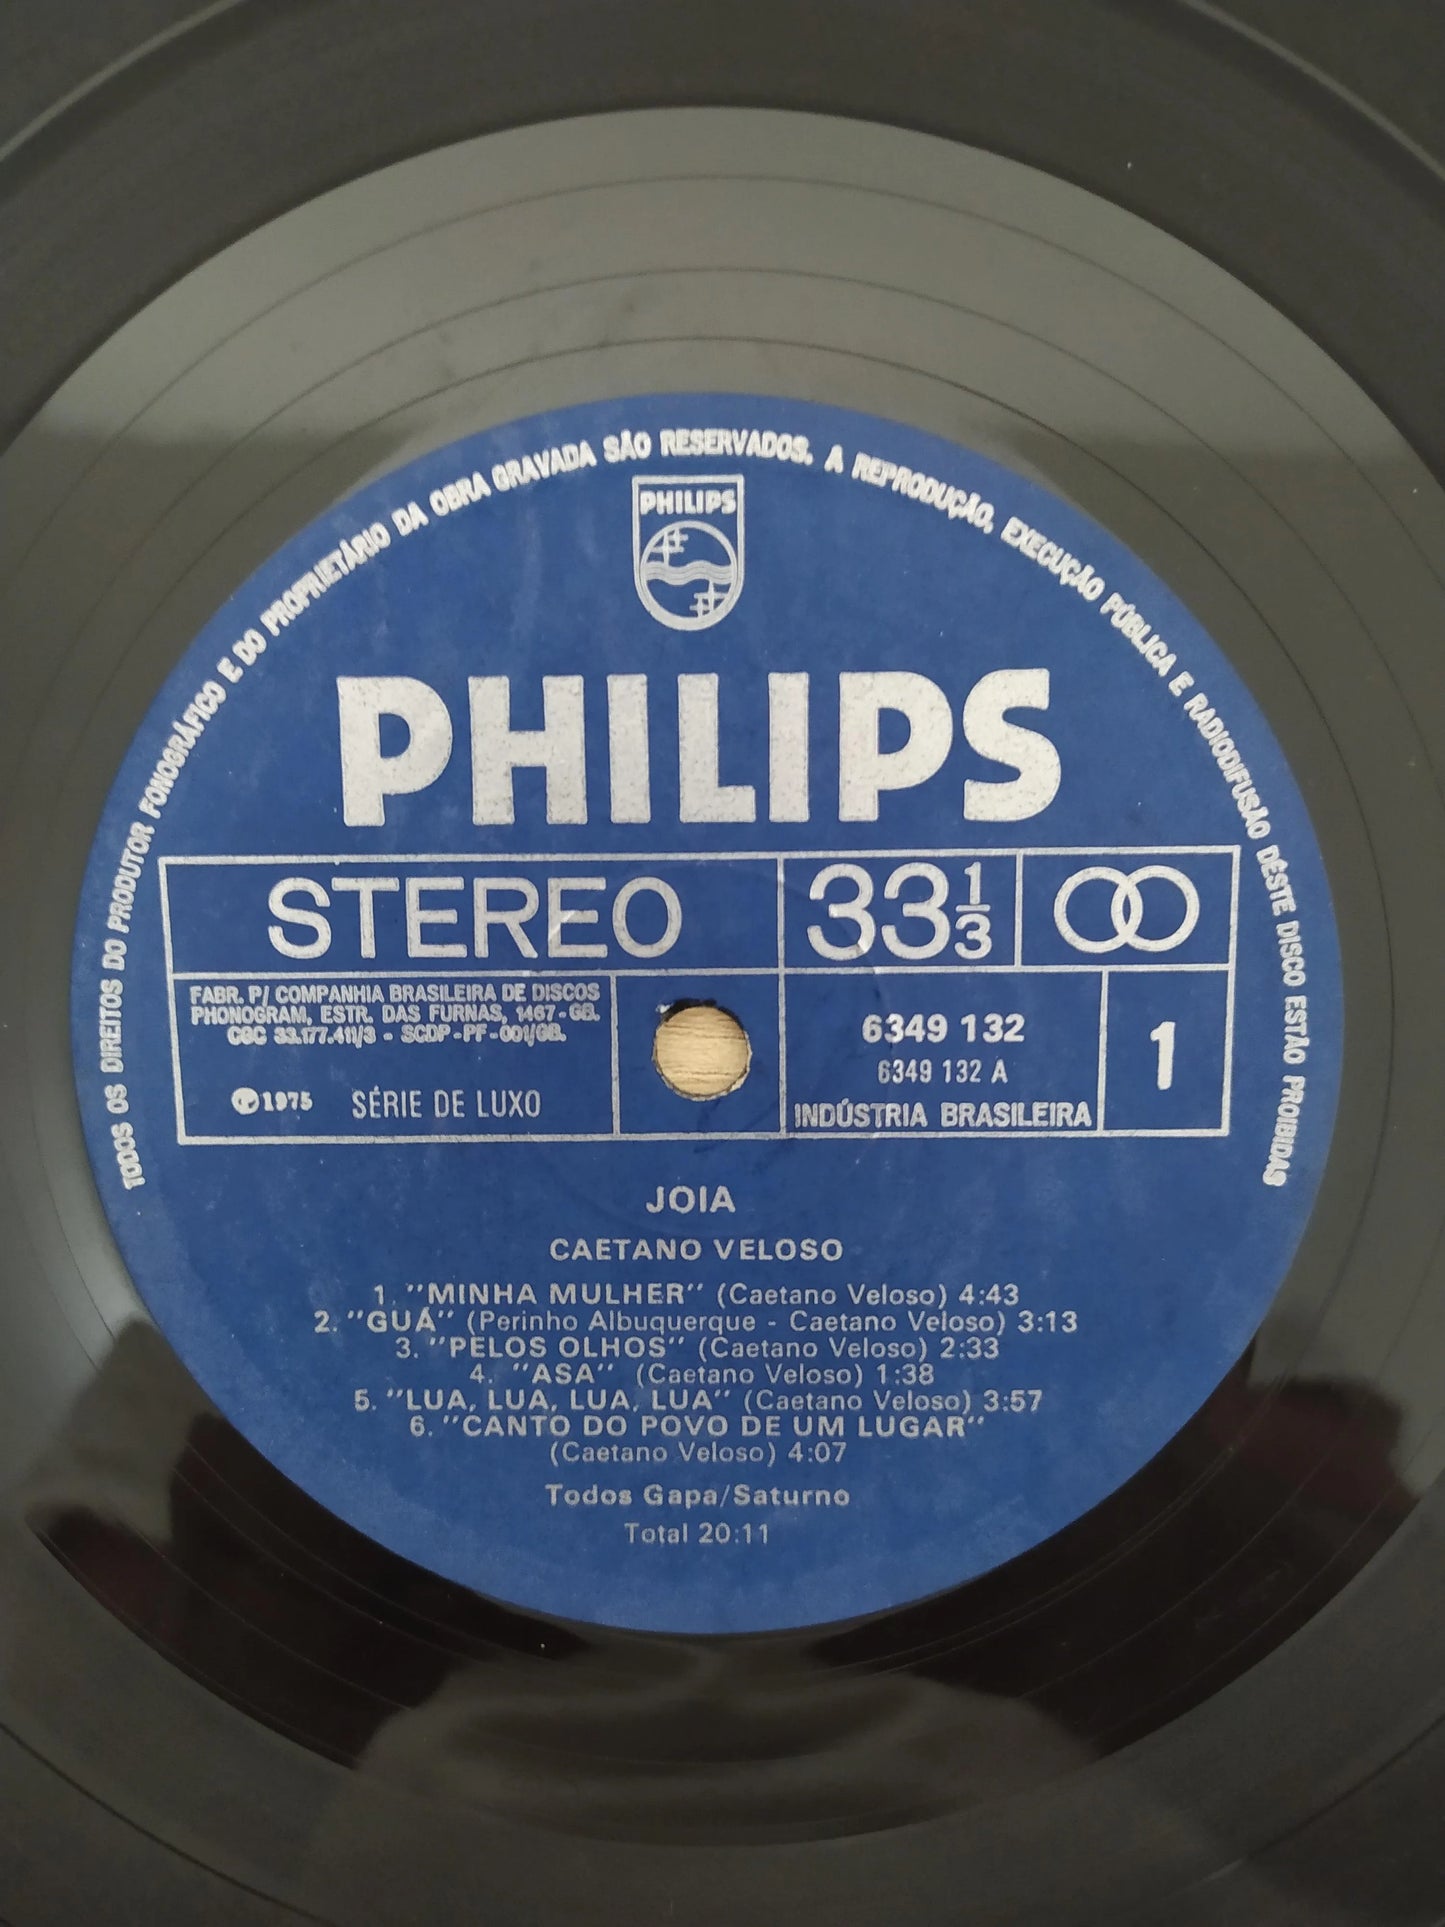 TODOS OS DIREITOS DO PRODUTOR FONOGRÁFICO E DO PROPRIETÁRIO DA OBRA GRAVADA SÃO RESERVADOS. A REPRODUÇÃO, EXECUÇÃO PÚBLICA E RADIODIFUSÃO DÊSTE DISCO ESTÃO PROIBIDAS
PHILIPS
PHILIPS
STEREO 33 1/3
FABR. P/ COMPANHIA BRASILEIRA DE DISCOS
PHONOGRAM, ESTR. DAS FURNAS, 1467-GB.
CGC 33.177.411/3 - SCDP-PF-001/GB.
℗ 1975 SÉRIE DE LUXO
6349 132
6349 132 A
INDÚSTRIA BRASILEIRA
1
JOIA
CAETANO VELOSO
1. "MINHA MULHER" (Caetano Veloso) 4:43
2. "GUÁ" (Perinho Albuquerque - Caetano Veloso) 3:13
3. "PELOS OLHOS" (Caetano Veloso) 2:33
4. "ASA" (Caetano Veloso) 1:38
5. "LUA, LUA, LUA, LUA" (Caetano Veloso) 3:57
6. "CANTO DO POVO DE UM LUGAR"
(Caetano Veloso) 4:07
Todos Gapa/Saturno
Total 20:11